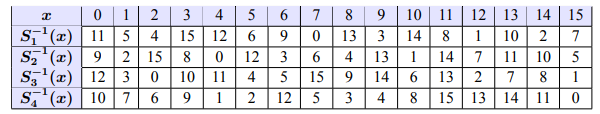 x 0 1 2 3 4 5 6 7 8 9 10 11 12 13 14 15
S₁⁻¹(x) 11 5 4 15 12 6 9 0 13 3 14 8 1 10 2 7
S₂⁻¹(x) 9 2 15 8 0 12 3 6 4 13 1 14 7 11 10 5
S₃⁻¹(x) 12 3 0 10 11 4 5 15 9 14 6 13 2 7 8 1
S₄⁻¹(x) 10 7 6 9 1 2 12 5 3 4 8 15 13 14 11 0